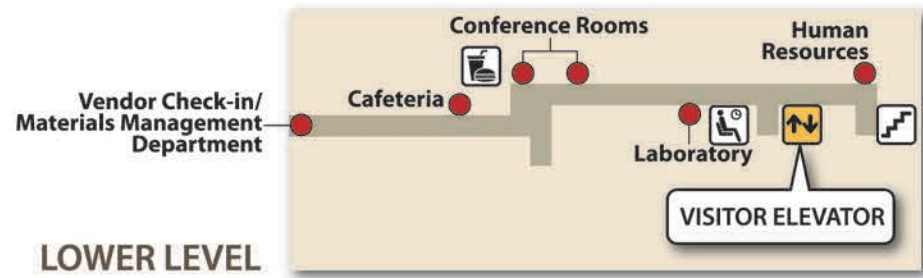 Conference Rooms
Human
Resources
Cafeteria
Vendor Check-in/
Materials Management
Department
Laboratory
VISITOR ELEVATOR
LOWER LEVEL